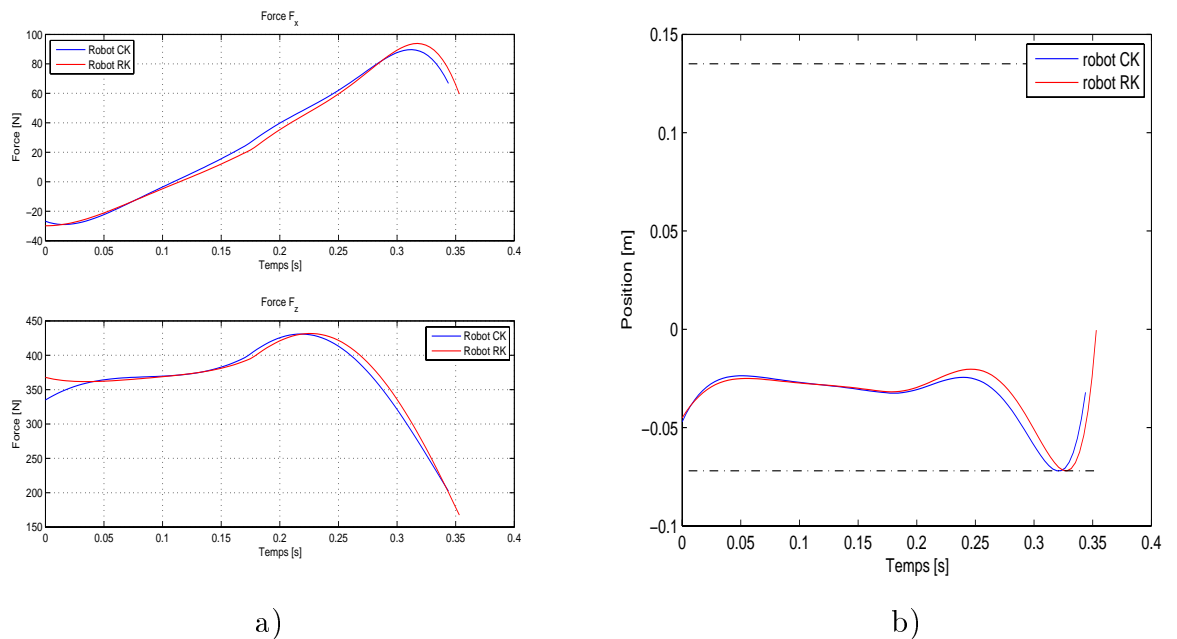 Force Fx
Robot CK
Robot RK
Force [N]
100
80
60
40
20
0
−20
−40
0 0.05 0.1 0.15 0.2 0.25 0.3 0.35 0.4
Temps [s]
Force Fz
Robot CK
Robot RK
Force [N]
450
400
350
300
250
200
150
0 0.05 0.1 0.15 0.2 0.25 0.3 0.35 0.4
Temps [s]
a)
robot CK
robot RK
Position [m]
0.15
0.1
0.05
0
−0.05
−0.1
0 0.05 0.1 0.15 0.2 0.25 0.3 0.35 0.4
Temps [s]
b)